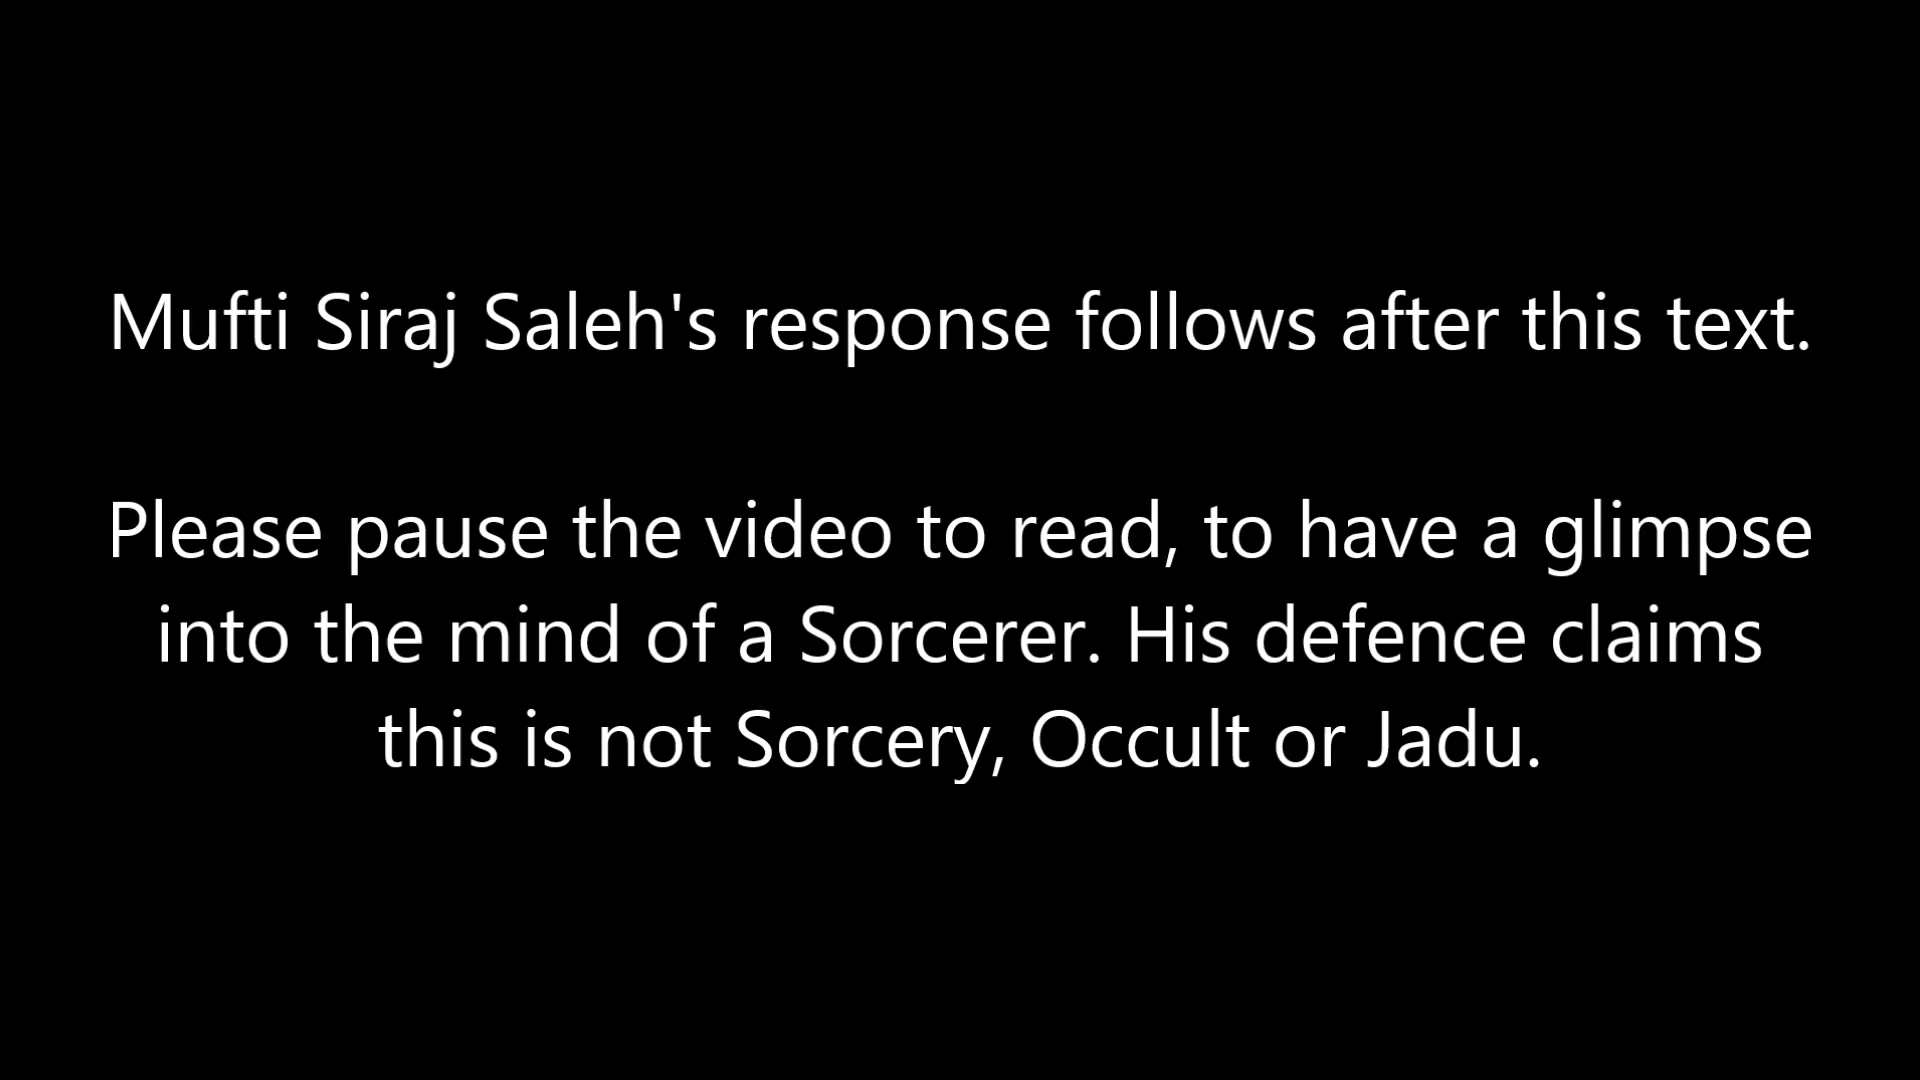 Mufti Siraj Saleh's response follows after this text.
Please pause the video to read, to have a glimpse
into the mind of a Sorcerer. His defence claims
this is not Sorcery, Occult or Jadu.